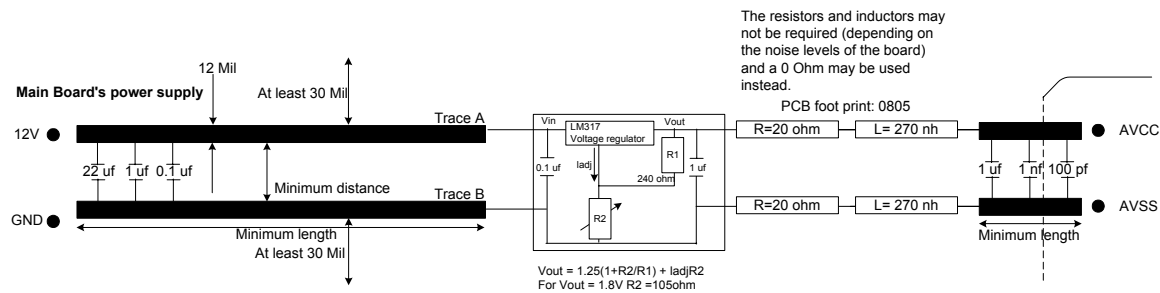 The resistors and inductors may
not be required (depending on
the noise levels of the board)
and a 0 Ohm may be used
instead.
PCB foot print: 0805
12 Mil
At least 30 Mil
Main Board's power supply
Trace A
12V
22 uf
1 uf
0.1 uf
Minimum distance
Trace B
GND
Minimum length
At least 30 Mil
Vin
LM317
Voltage regulator
Vout
Iadj
R1
0.1 uf
240 ohm
1 uf
R2
Vout = 1.25(1+R2/R1) + IadjR2
For Vout = 1.8V R2 =105ohm
R=20 ohm
L= 270 nh
R=20 ohm
L= 270 nh
AVCC
1 uf
1 nf
100 pf
AVSS
Minimum length